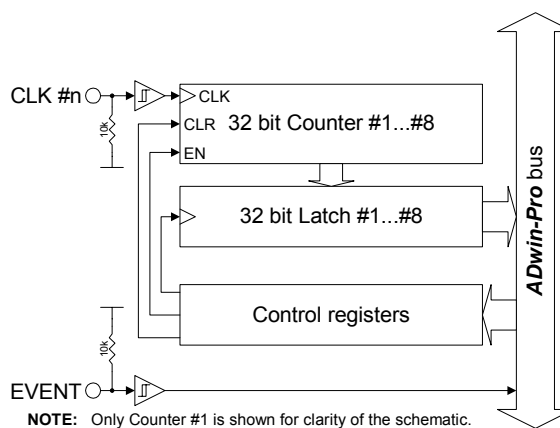 CLK #n
10k
CLK
CLR
EN
32 bit Counter #1...#8
32 bit Latch #1...#8
Control registers
ADwin-Pro bus
10k
EVENT
NOTE: Only Counter #1 is shown for clarity of the schematic.